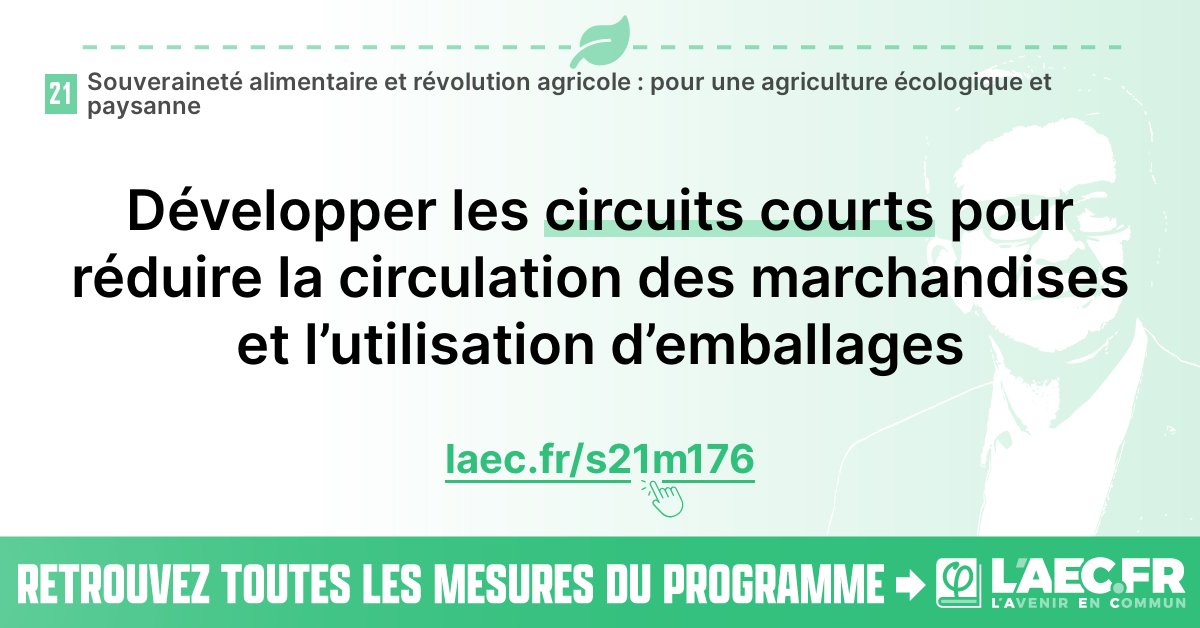 21
Souveraineté alimentaire et révolution agricole : pour une agriculture écologique et
paysanne
Développer les circuits courts pour
réduire la circulation des marchandises
et l’utilisation d’emballages
laec.fr/s21m176
RETROUVEZ TOUTES LES MESURES DU PROGRAMME
φ
L'AEC.FR
L'AVENIR EN COMMUN